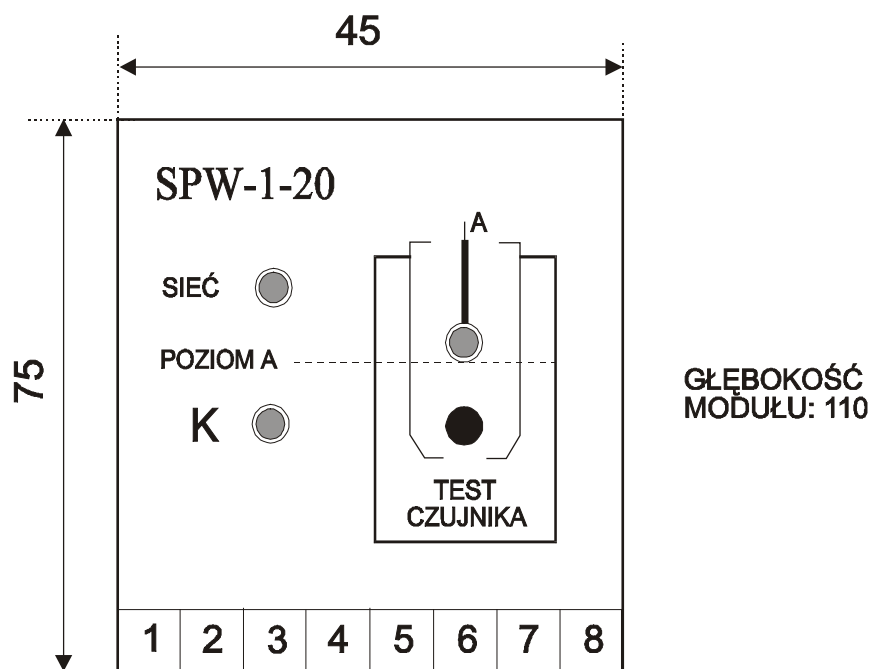 45
75
SPW-1-20
A
SIEĆ
POZIOM A
K
TEST
CZUJNIKA
GŁĘBOKOŚĆ
MODUŁU: 110
1 2 3 4 5 6 7 8